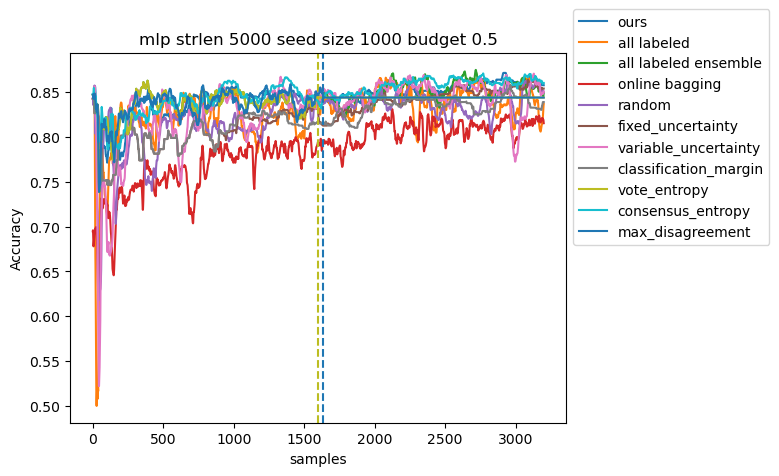 mlp strlen 5000 seed size 1000 budget 0.5
Accuracy
0.85
0.80
0.75
0.70
0.65
0.60
0.55
0.50
0 500 1000 1500 2000 2500 3000
samples
ours
all labeled
all labeled ensemble
online bagging
random
fixed_uncertainty
variable_uncertainty
classification_margin
vote_entropy
consensus_entropy
max_disagreement